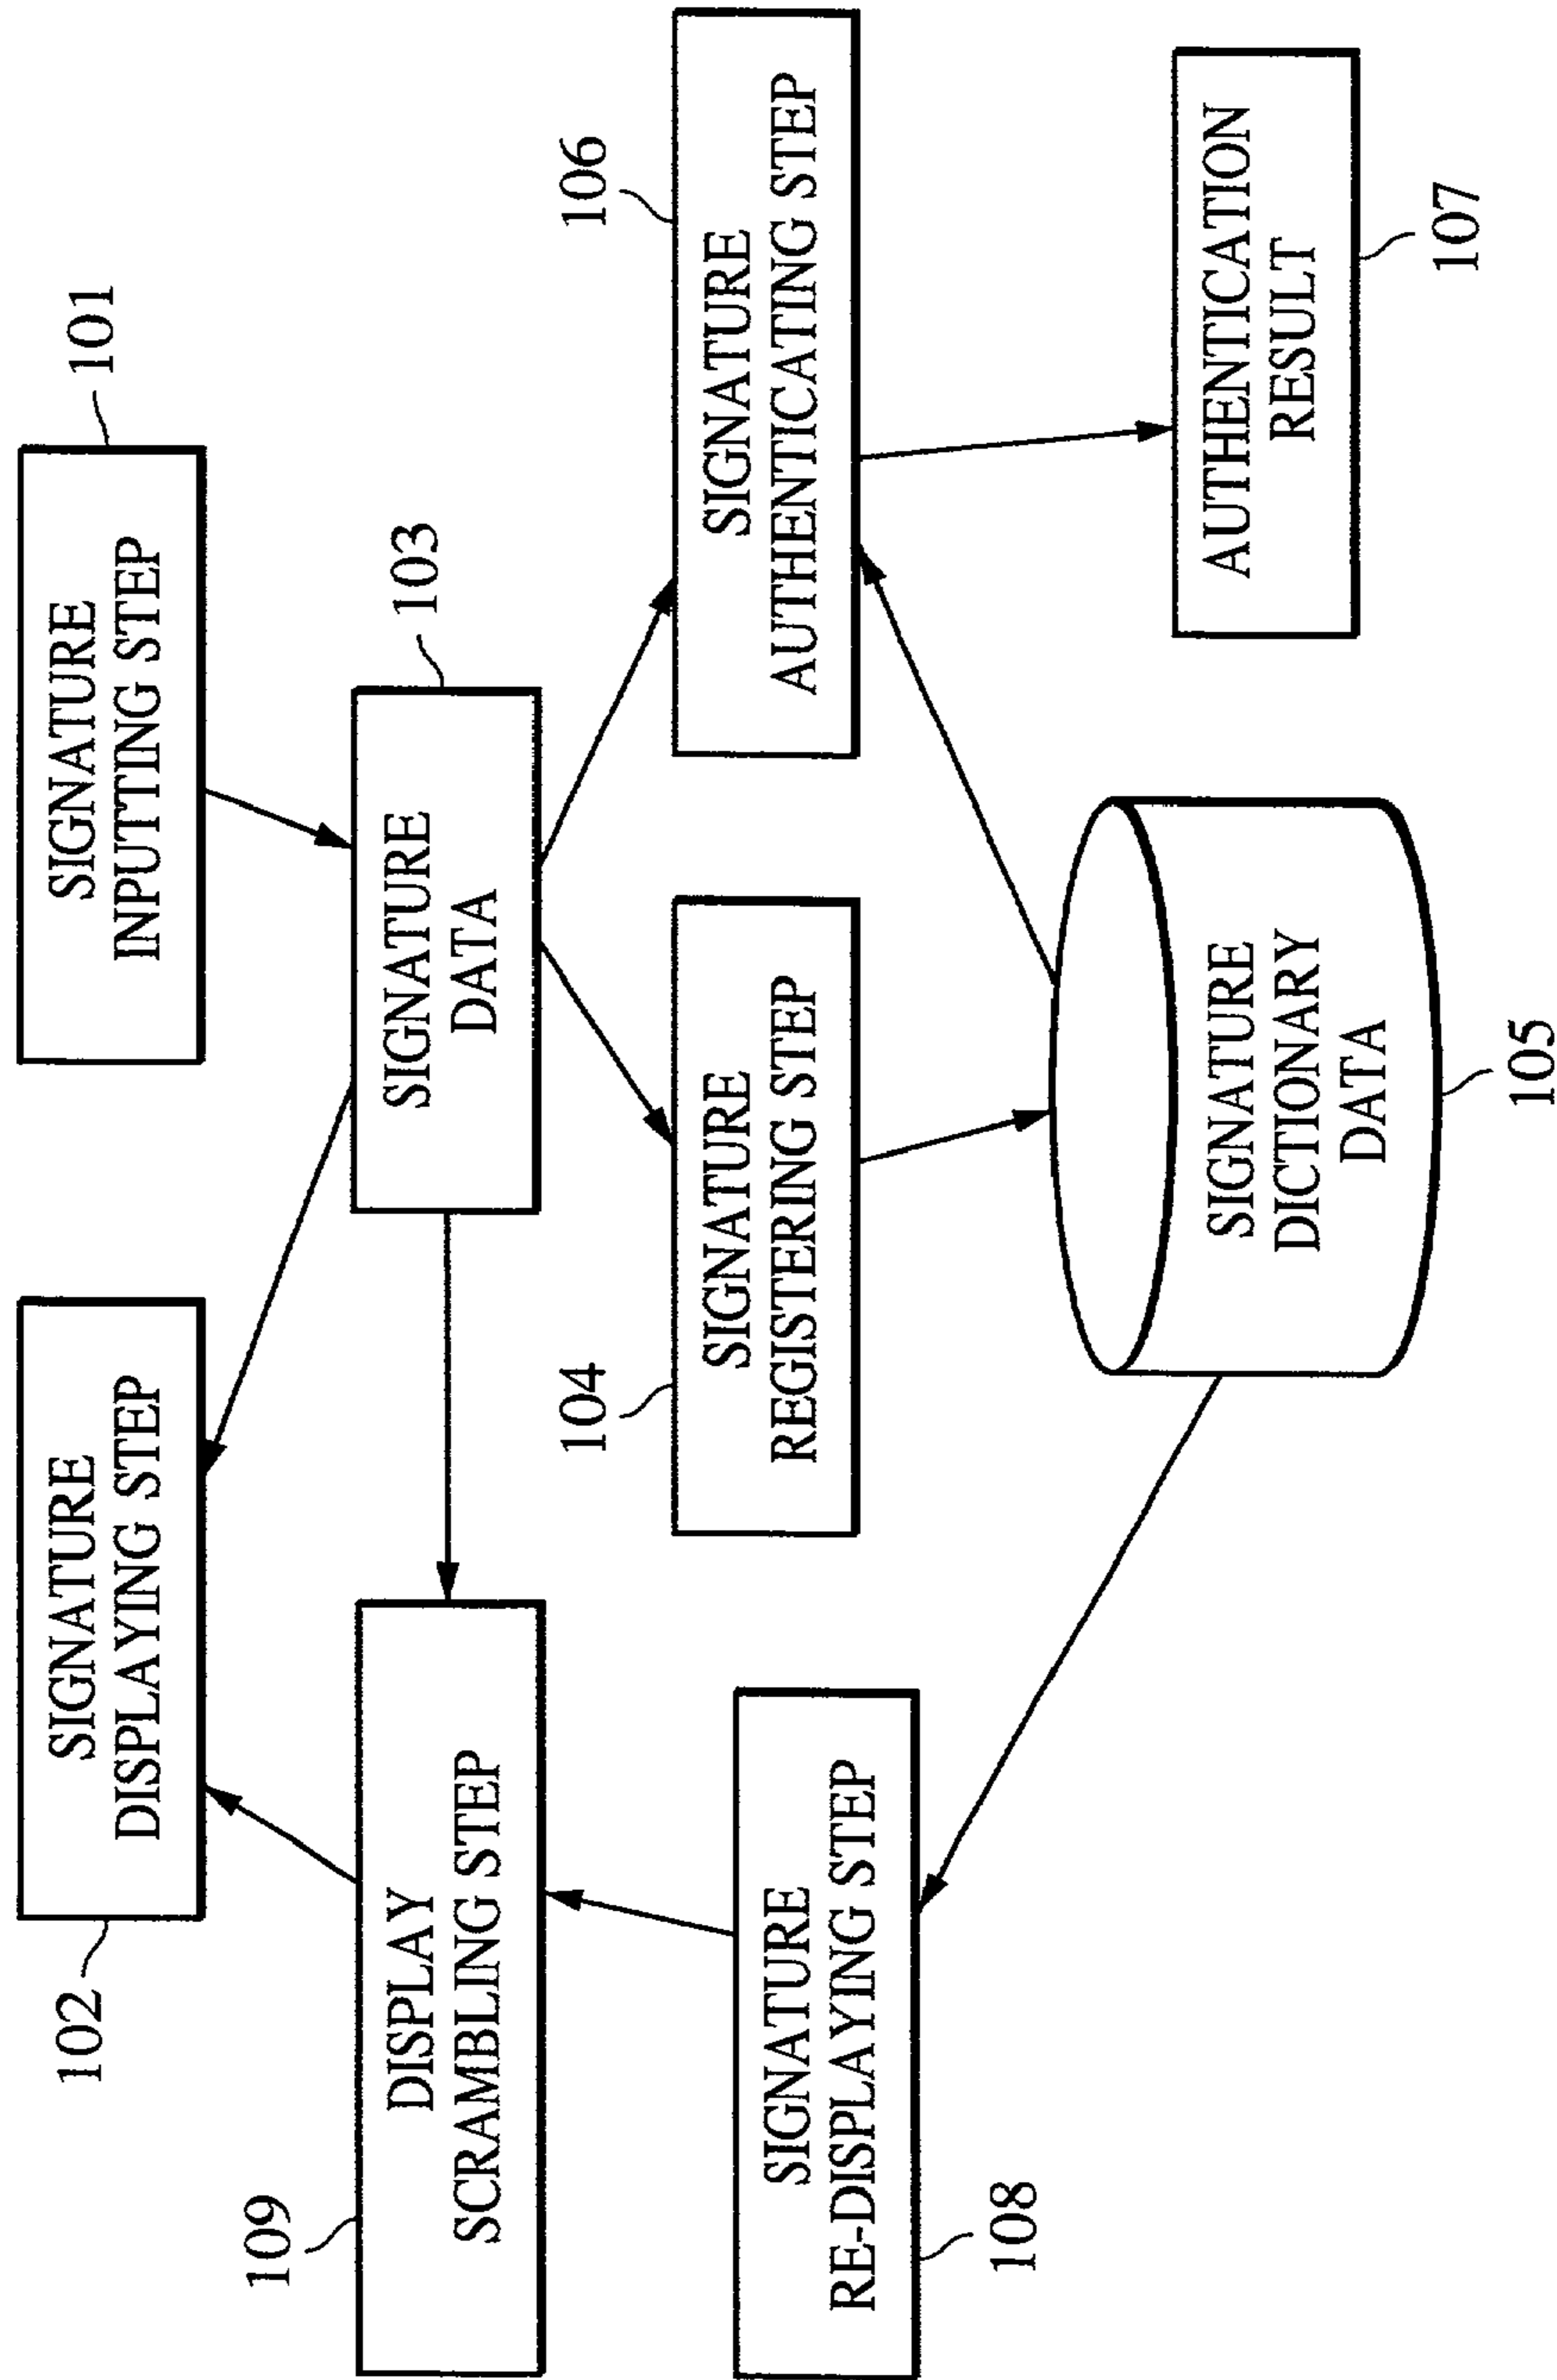 102
SIGNATURE
DISPLAYING STEP
101
SIGNATURE
INPUTTING STEP
109
DISPLAY
SCRAMBLING STEP
103
SIGNATURE
DATA
104
SIGNATURE
REGISTERING STEP
106
SIGNATURE
AUTHENTICATING STEP
108
SIGNATURE
RE-DISPLAYING STEP
105
SIGNATURE
DICTIONARY
DATA
107
AUTHENTICATION
RESULT